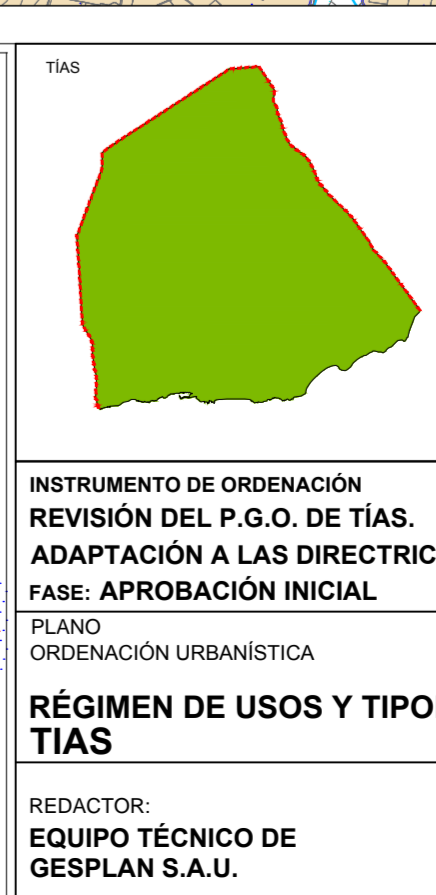 TÍAS
INSTRUMENTO DE ORDENACIÓN
REVISIÓN DEL P.G.O. DE TÍAS.
ADAPTACIÓN A LAS DIRECTRIC
FASE: APROBACIÓN INICIAL
PLANO
ORDENACIÓN URBANÍSTICA
RÉGIMEN DE USOS Y TIPO
TIAS
REDACTOR:
EQUIPO TÉCNICO DE
GESPLAN S.A.U.